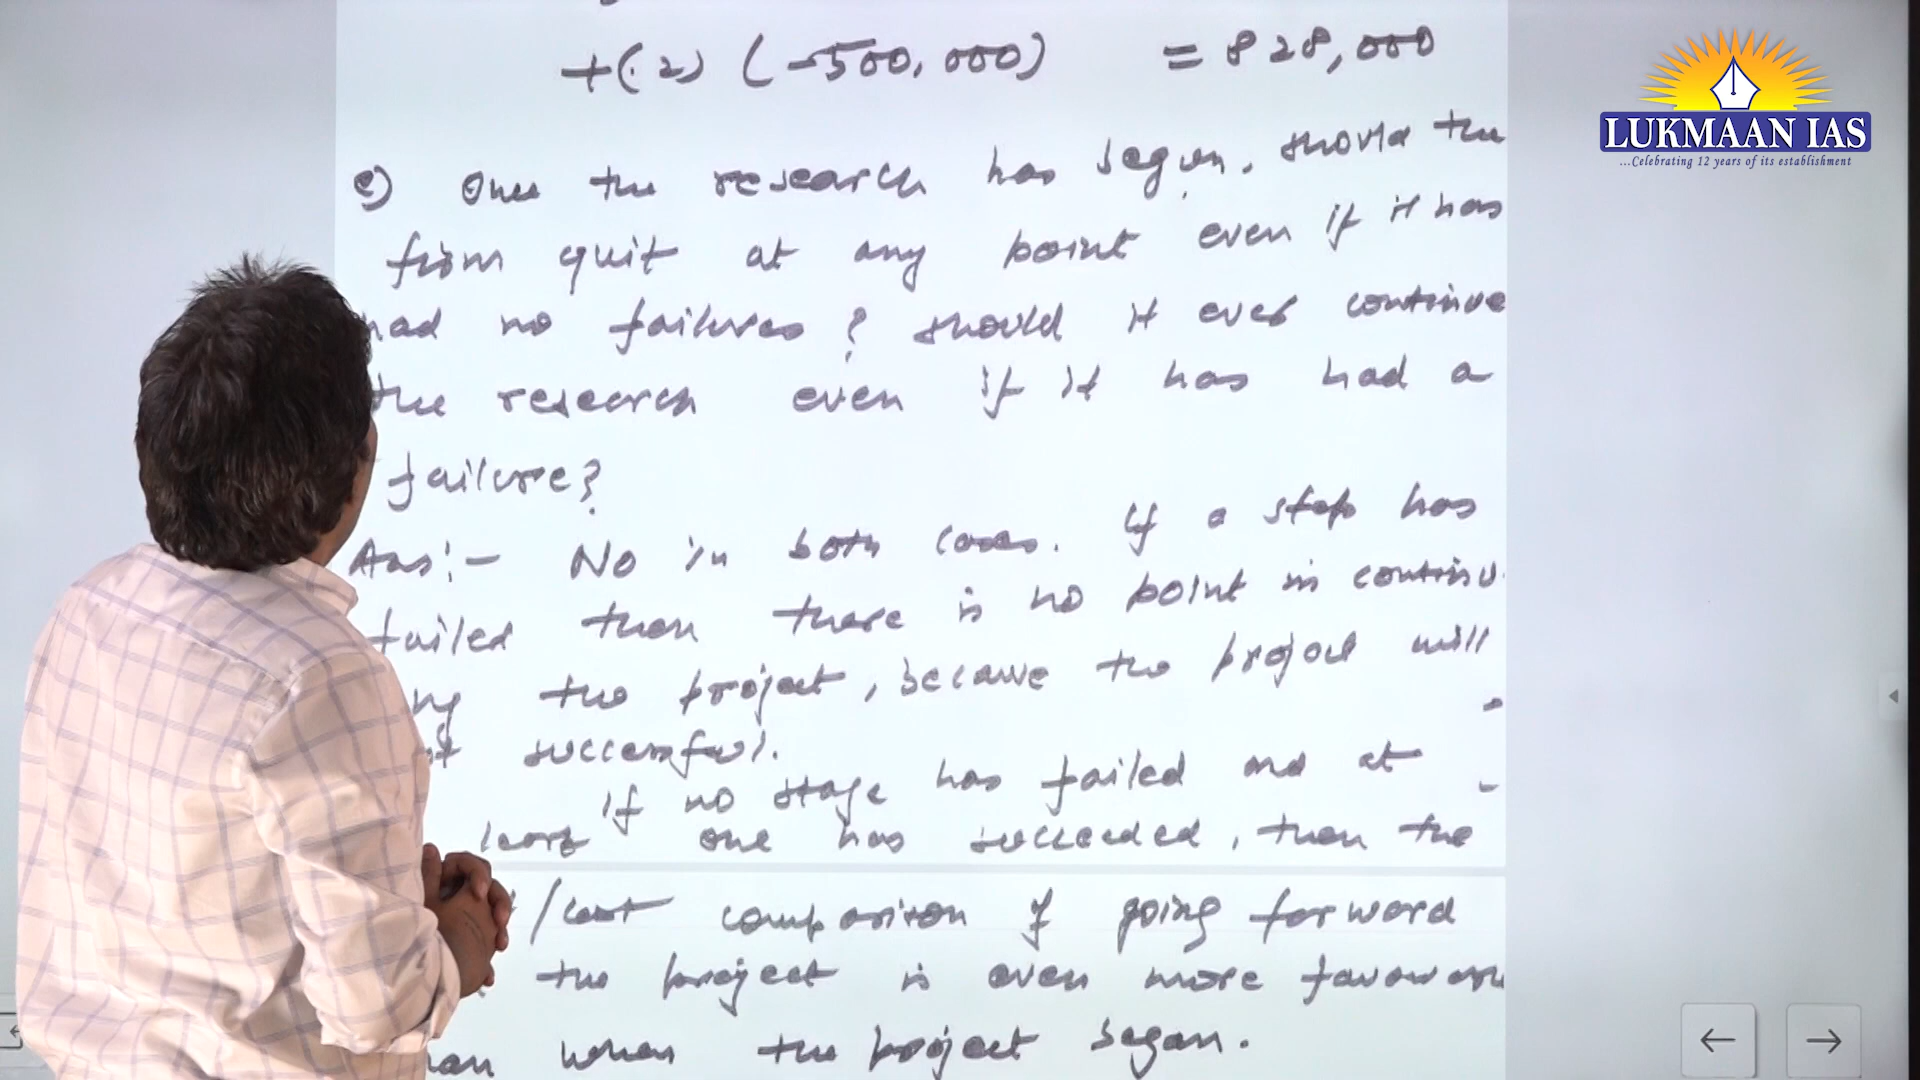 +(.2) (-500,000) = 828,000
LUKMAAN IAS
...Celebrating 12 years of its establishment
e) Once the research has begun, should the
firm quit at any point even if it has
had no failures? should it ever continue
the research even if it has had a
failure?
Ans:- No in both cases. If a step has
failed then there is no point in continu
ing the project, because the project will
successful.
If no stage has failed and at
least one has succeeded, then the
/cost comparison of going forward
the project is even more favourable
when the project began.